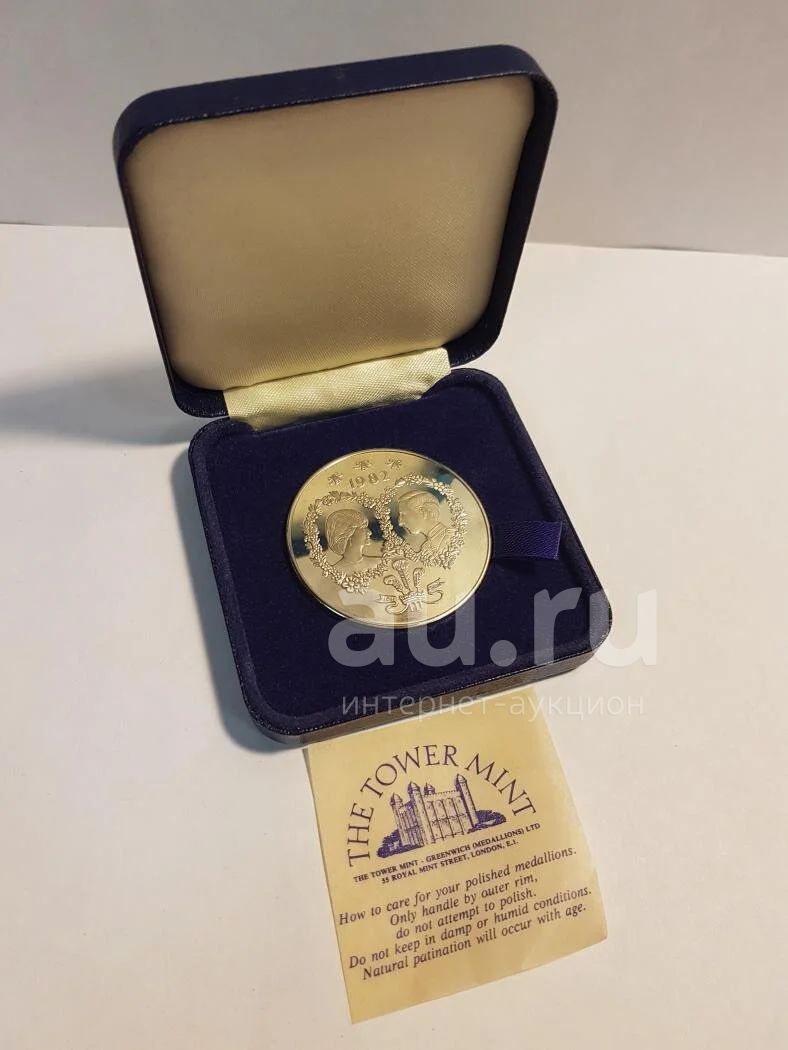 1982
au.ru
интернет-аукцион
THE TOWER MINT
THE TOWER MINT - GREENWICH (MEDALLIONS) LTD
55 ROYAL MINT STREET, LONDON, E.I.
How to care for your polished medallions.
Only handle by outer rim,
do not attempt to polish.
Do not keep in damp or humid conditions.
Natural patination will occur with age.